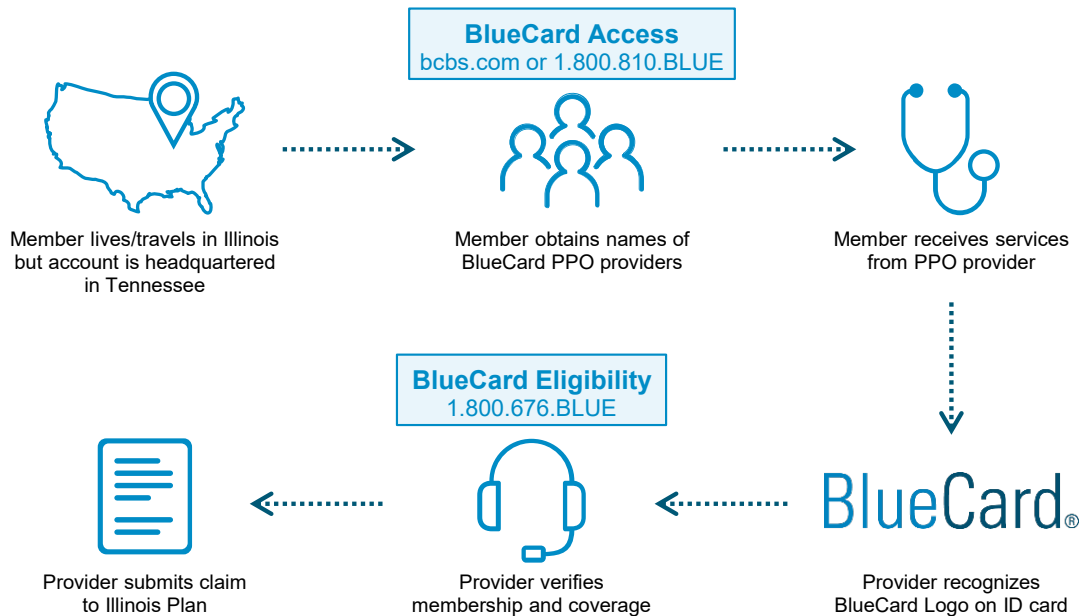 BlueCard Access
bcbs.com or 1.800.810.BLUE
Member lives/travels in Illinois
but account is headquartered
in Tennessee
Member obtains names of
BlueCard PPO providers
Member receives services
from PPO provider
BlueCard®
Provider recognizes
BlueCard Logo on ID card
BlueCard Eligibility
1.800.676.BLUE
Provider verifies
membership and coverage
Provider submits claim
to Illinois Plan